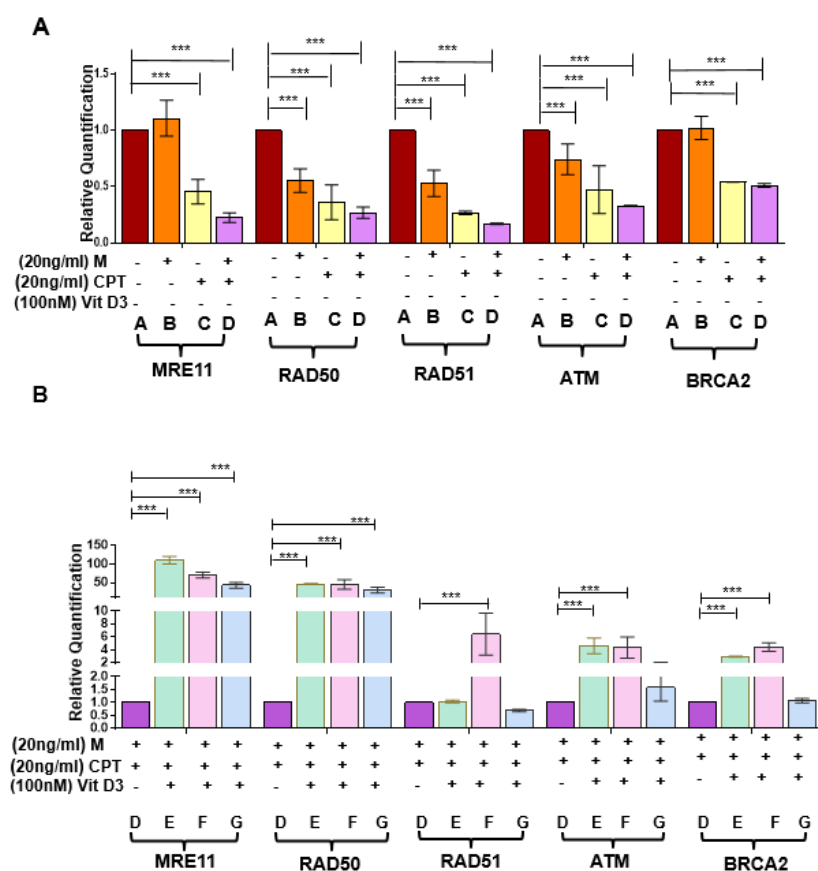 A
*** *** *** *** ***
*** *** *** *** ***
*** *** ***
Relative Quantification
1.5
1.0
0.5
0.0
(20ng/ml) M - + - + - + - + - + - + - + - + - + - +
(20ng/ml) CPT - - + + - - + + - - + + - - + + - - + +
(100nM) Vit D3 - - - - - - - - - - - - - - - - - - - -
A B C D A B C D A B C D A B C D A B C D
MRE11 RAD50 RAD51 ATM BRCA2
B
*** *** *** *** ***
*** *** *** ***
*** ***
Relative Quantification
150
100
50
10
8
6
4
2
2.0
1.5
1.0
0.5
0.0
(20ng/ml) M + + + + + + + + + + + + + + + + + + + +
(20ng/ml) CPT + + + + + + + + + + + + + + + + + + + +
(100nM) Vit D3 - + + + - + + + - + + + - + + + - + + +
D E F G D E F G D E F G D E F G D E F G
MRE11 RAD50 RAD51 ATM BRCA2